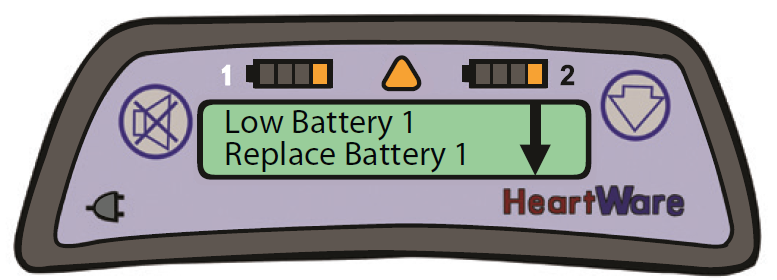 1 2
Low Battery 1
Replace Battery 1
HeartWare